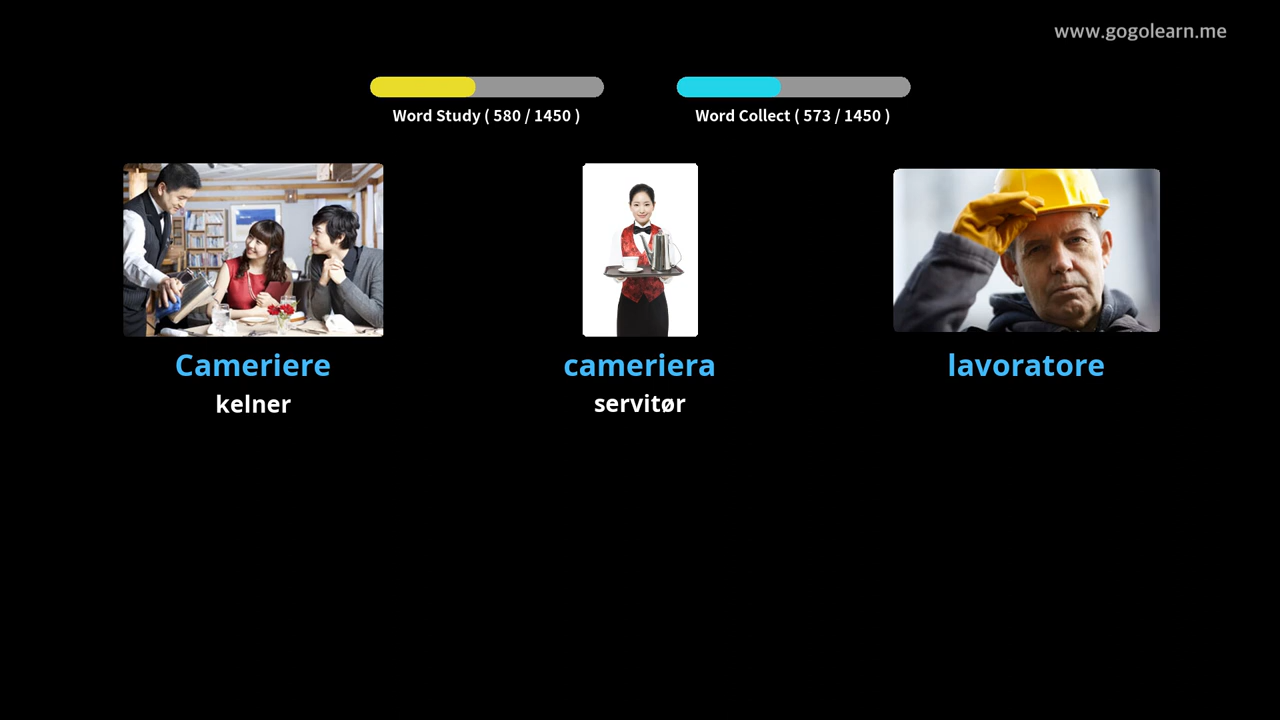 www.gogolearn.me
Word Study ( 580 / 1450 )
Word Collect ( 573 / 1450 )
Cameriere
kelner
cameriera
servitør
lavoratore